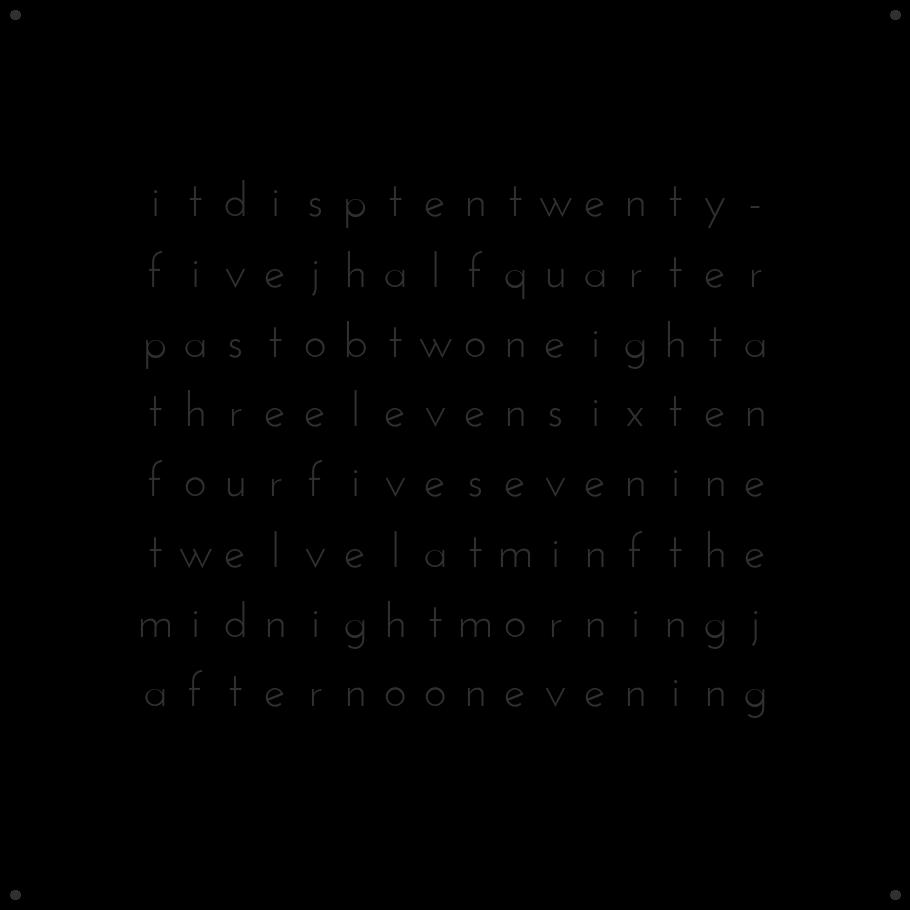 itdisptentwenty-
fivejhalfquarter
pastobtwoneighta
threelevensixten
fourfivesevenine
twelvelatminfthe
midnightmorningj
afternoonevening